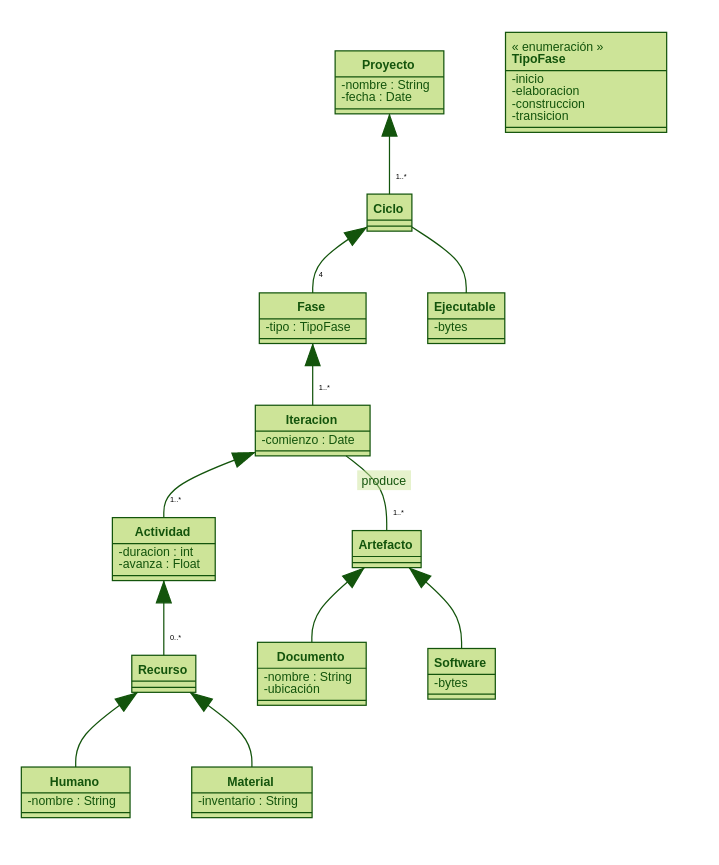 « enumeración »
TipoFase
-inicio
-elaboracion
-construccion
-transicion
Proyecto
-nombre : String
-fecha : Date
1..*
Ciclo
4
Fase
-tipo : TipoFase
Ejecutable
-bytes
1..*
Iteracion
-comienzo : Date
produce
1..*
1..*
Actividad
-duracion : int
-avanza : Float
Artefacto
0..*
Recurso
Documento
-nombre : String
-ubicación
Software
-bytes
Humano
-nombre : String
Material
-inventario : String